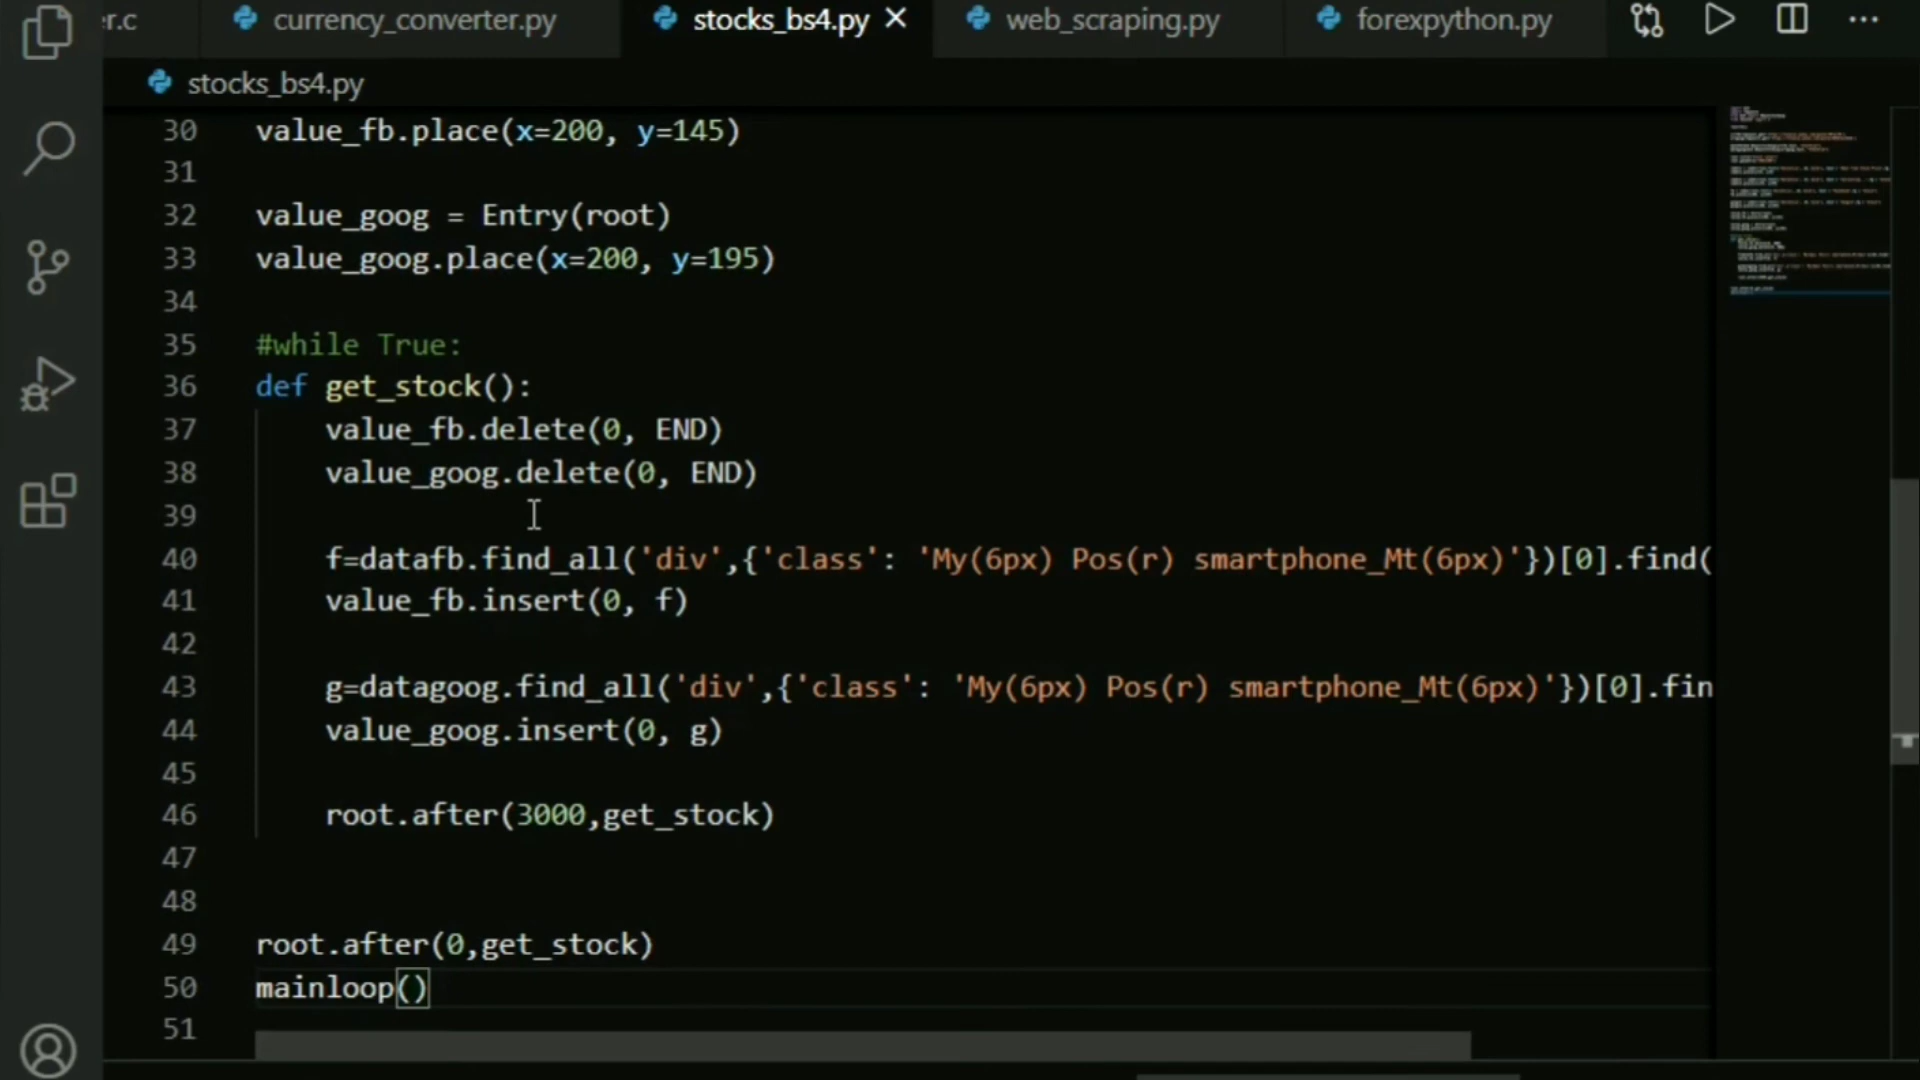 er.c currency_converter.py stocks_bs4.py web_scraping.py forexpython.py
stocks_bs4.py
30 value_fb.place(x=200, y=145)
31
32 value_goog = Entry(root)
33 value_goog.place(x=200, y=195)
34
35 #while True:
36 def get_stock():
37 value_fb.delete(0, END)
38 value_goog.delete(0, END)
39
40 f=datafb.find_all('div',{'class': 'My(6px) Pos(r) smartphone_Mt(6px)'})[0].find(
41 value_fb.insert(0, f)
42
43 g=datagoog.find_all('div',{'class': 'My(6px) Pos(r) smartphone_Mt(6px)'})[0].fin
44 value_goog.insert(0, g)
45
46 root.after(3000,get_stock)
47
48
49 root.after(0,get_stock)
50 mainloop()
51